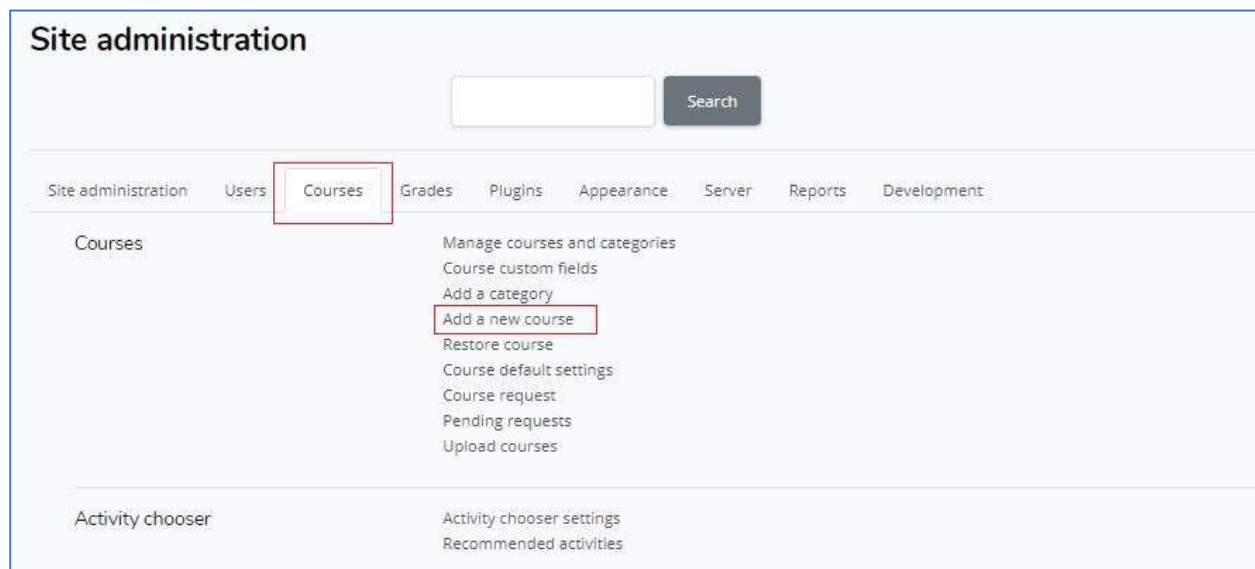 Site administration
Search
Site administration Users Courses Grades Plugins Appearance Server Reports Development
Courses
Manage courses and categories
Course custom fields
Add a category
Add a new course
Restore course
Course default settings
Course request
Pending requests
Upload courses
Activity chooser
Activity chooser settings
Recommended activities